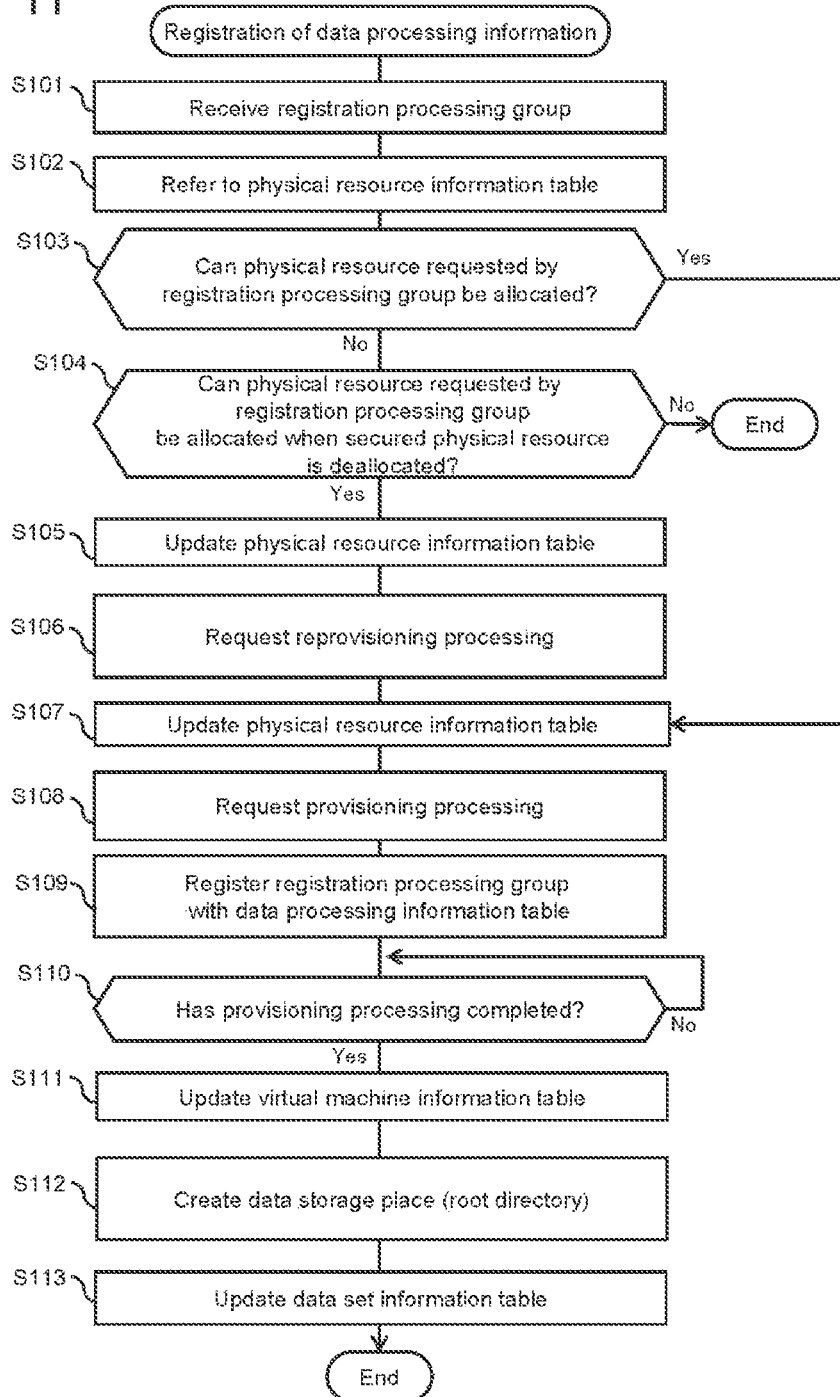 Registration of data processing information
S101
Receive registration processing group
S102
Refer to physical resource information table
S103
Can physical resource requested by
registration processing group be allocated?
Yes
No
S104
Can physical resource requested by
registration processing group
be allocated when secured physical resource
is deallocated?
No
End
Yes
S105
Update physical resource information table
S106
Request reprovisioning processing
S107
Update physical resource information table
S108
Request provisioning processing
S109
Register registration processing group
with data processing information table
S110
Has provisioning processing completed?
No
Yes
S111
Update virtual machine information table
S112
Create data storage place (root directory)
S113
Update data set information table
End